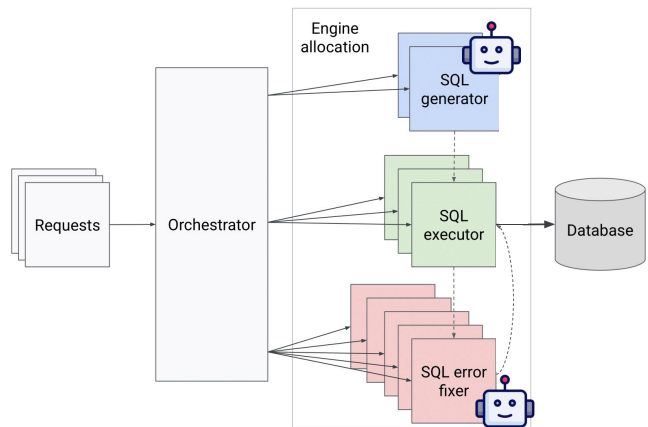 Engine
allocation
SQL
generator
Requests
Orchestrator
SQL
executor
Database
SQL error
fixer